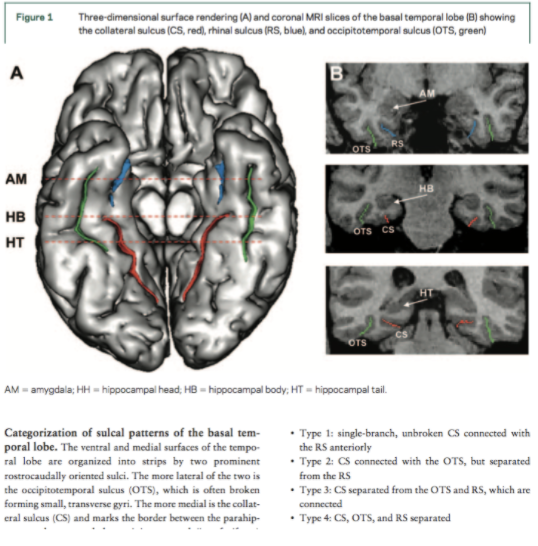 Figure 1 Three-dimensional surface rendering (A) and coronal MRI slices of the basal temporal lobe (B) showing
the collateral sulcus (CS, red), rhinal sulcus (RS, blue), and occipitotemporal sulcus (OTS, green)
A
AM
HB
HT
B
AM
OTS
RS
HB
OTS
CS
HT
OTS
CS
AM = amygdala; HH = hippocampal head; HB = hippocampal body; HT = hippocampal tail.
Categorization of sulcal patterns of the basal tem-
poral lobe. The ventral and medial surfaces of the tempo-
ral lobe are organized into strips by two prominent
rostrocaudally oriented sulci. The more lateral of the two is
the occipitotemporal sulcus (OTS), which is often broken
forming small, transverse gyri. The more medial is the collat-
eral sulcus (CS) and marks the border between the parahip-
• Type 1: single-branch, unbroken CS connected with
the RS anteriorly
• Type 2: CS connected with the OTS, but separated
from the RS
• Type 3: CS separated from the OTS and RS, which are
connected
• Type 4: CS, OTS, and RS separated